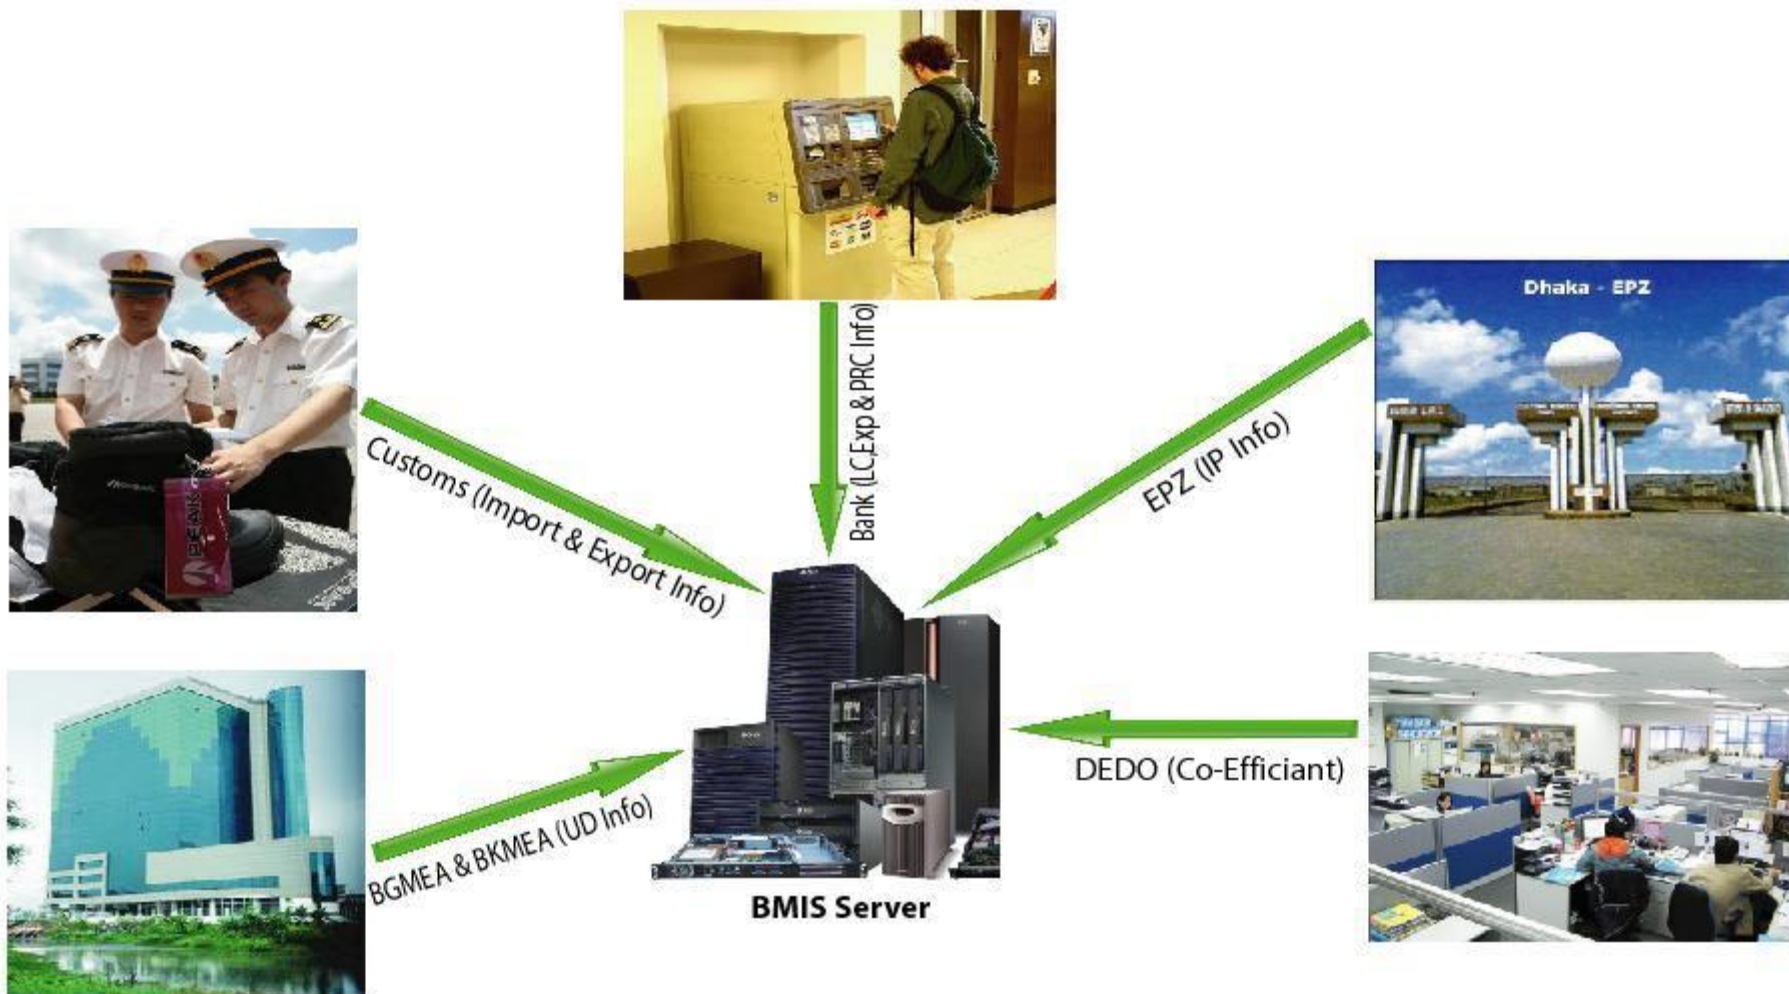 Dhaka - EPZ
Bank (LC,Exp & PRC Info)
Customs (Import & Export Info)
EPZ (IP Info)
PEAK
DEDO (Co-Efficiant)
BGMEA & BKMEA (UD Info)
BMIS Server